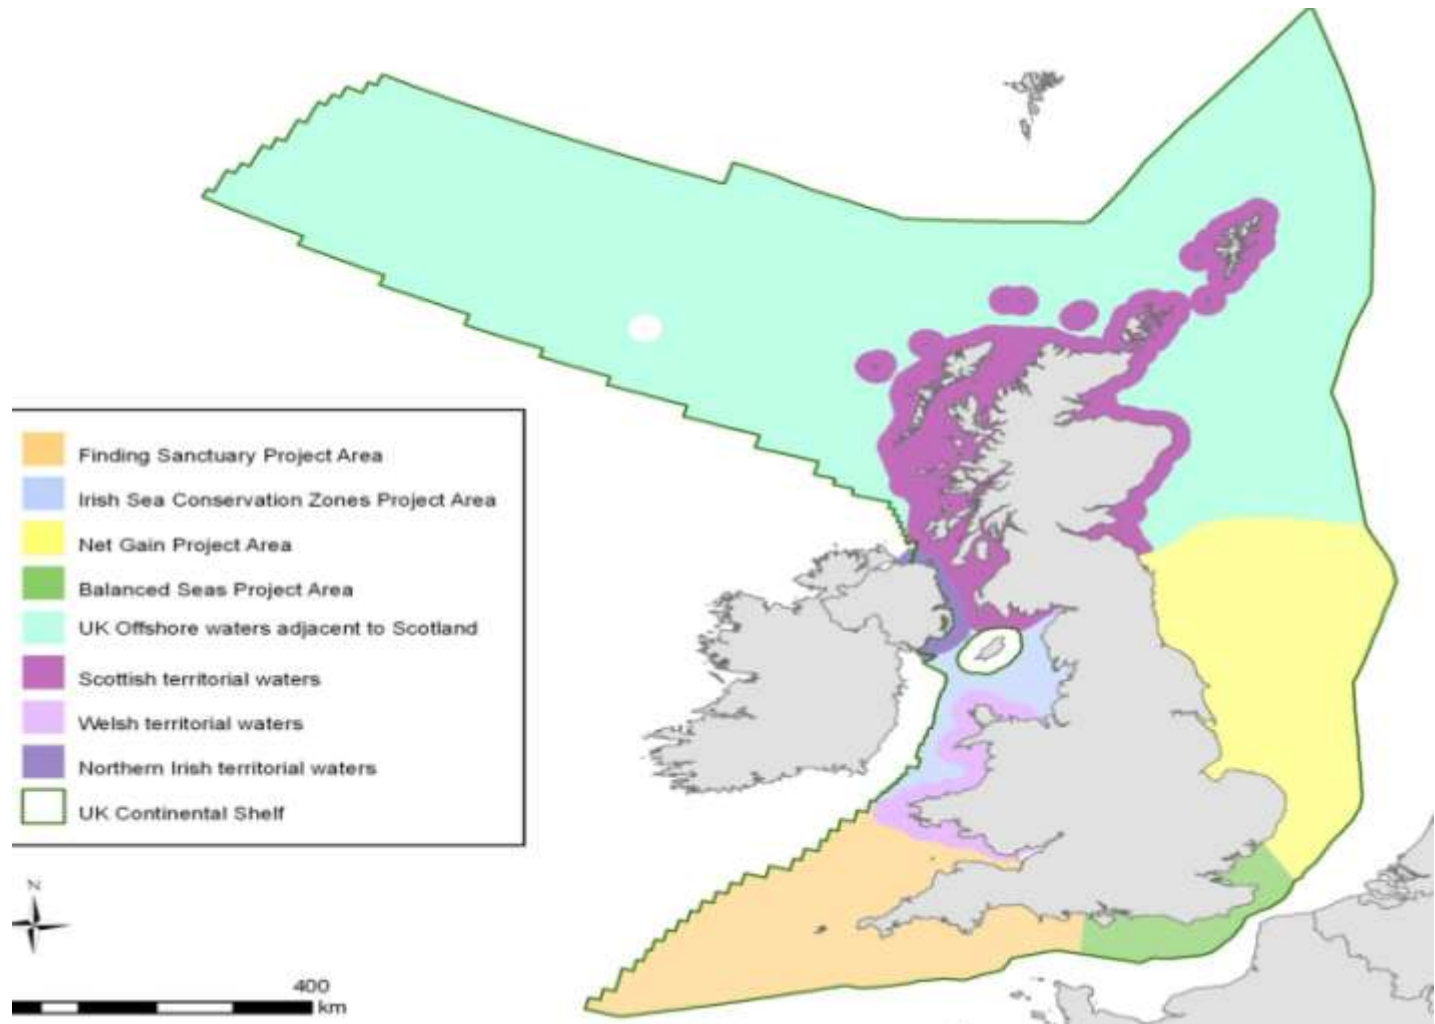 Finding Sanctuary Project Area
Irish Sea Conservation Zones Project Area
Net Gain Project Area
Balanced Seas Project Area
UK Offshore waters adjacent to Scotland
Scottish territorial waters
Welsh territorial waters
Northern Irish territorial waters
UK Continental Shelf
N
400
km